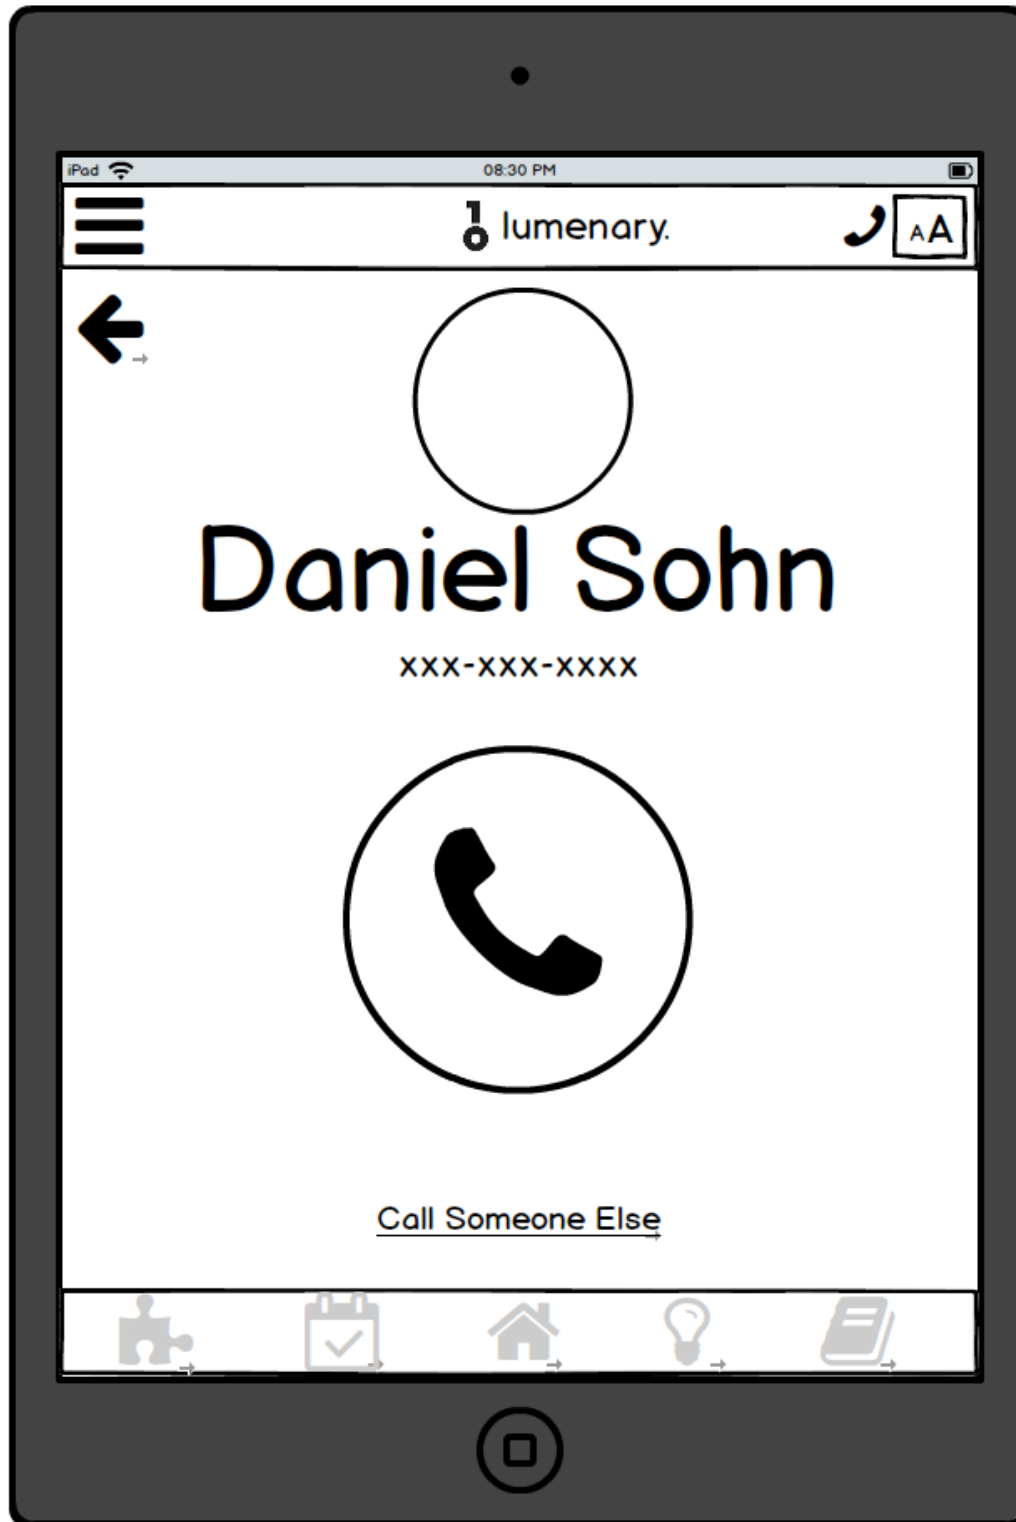 iPad 08:30 PM
lumenary. AA
Daniel Sohn
xxx-xxx-xxxx
Call Someone Else